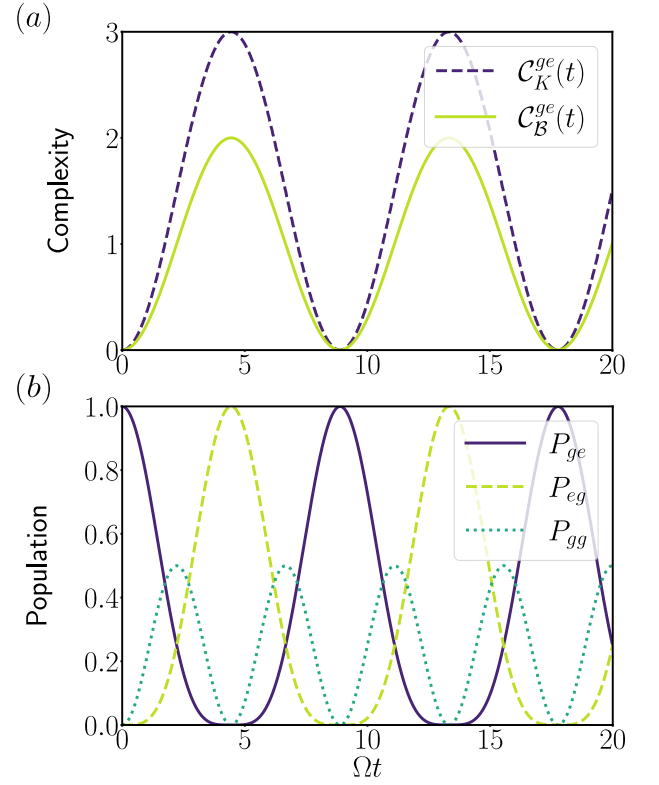 (a)
Complexity
3
2
1
0
0 5 10 15 20
𝒞_K^{ge}(t)
𝒞_ℬ^{ge}(t)
(b)
Population
1.0
0.8
0.6
0.4
0.2
0.0
0 5 10 15 20
P_{ge}
P_{eg}
P_{gg}
Ωt